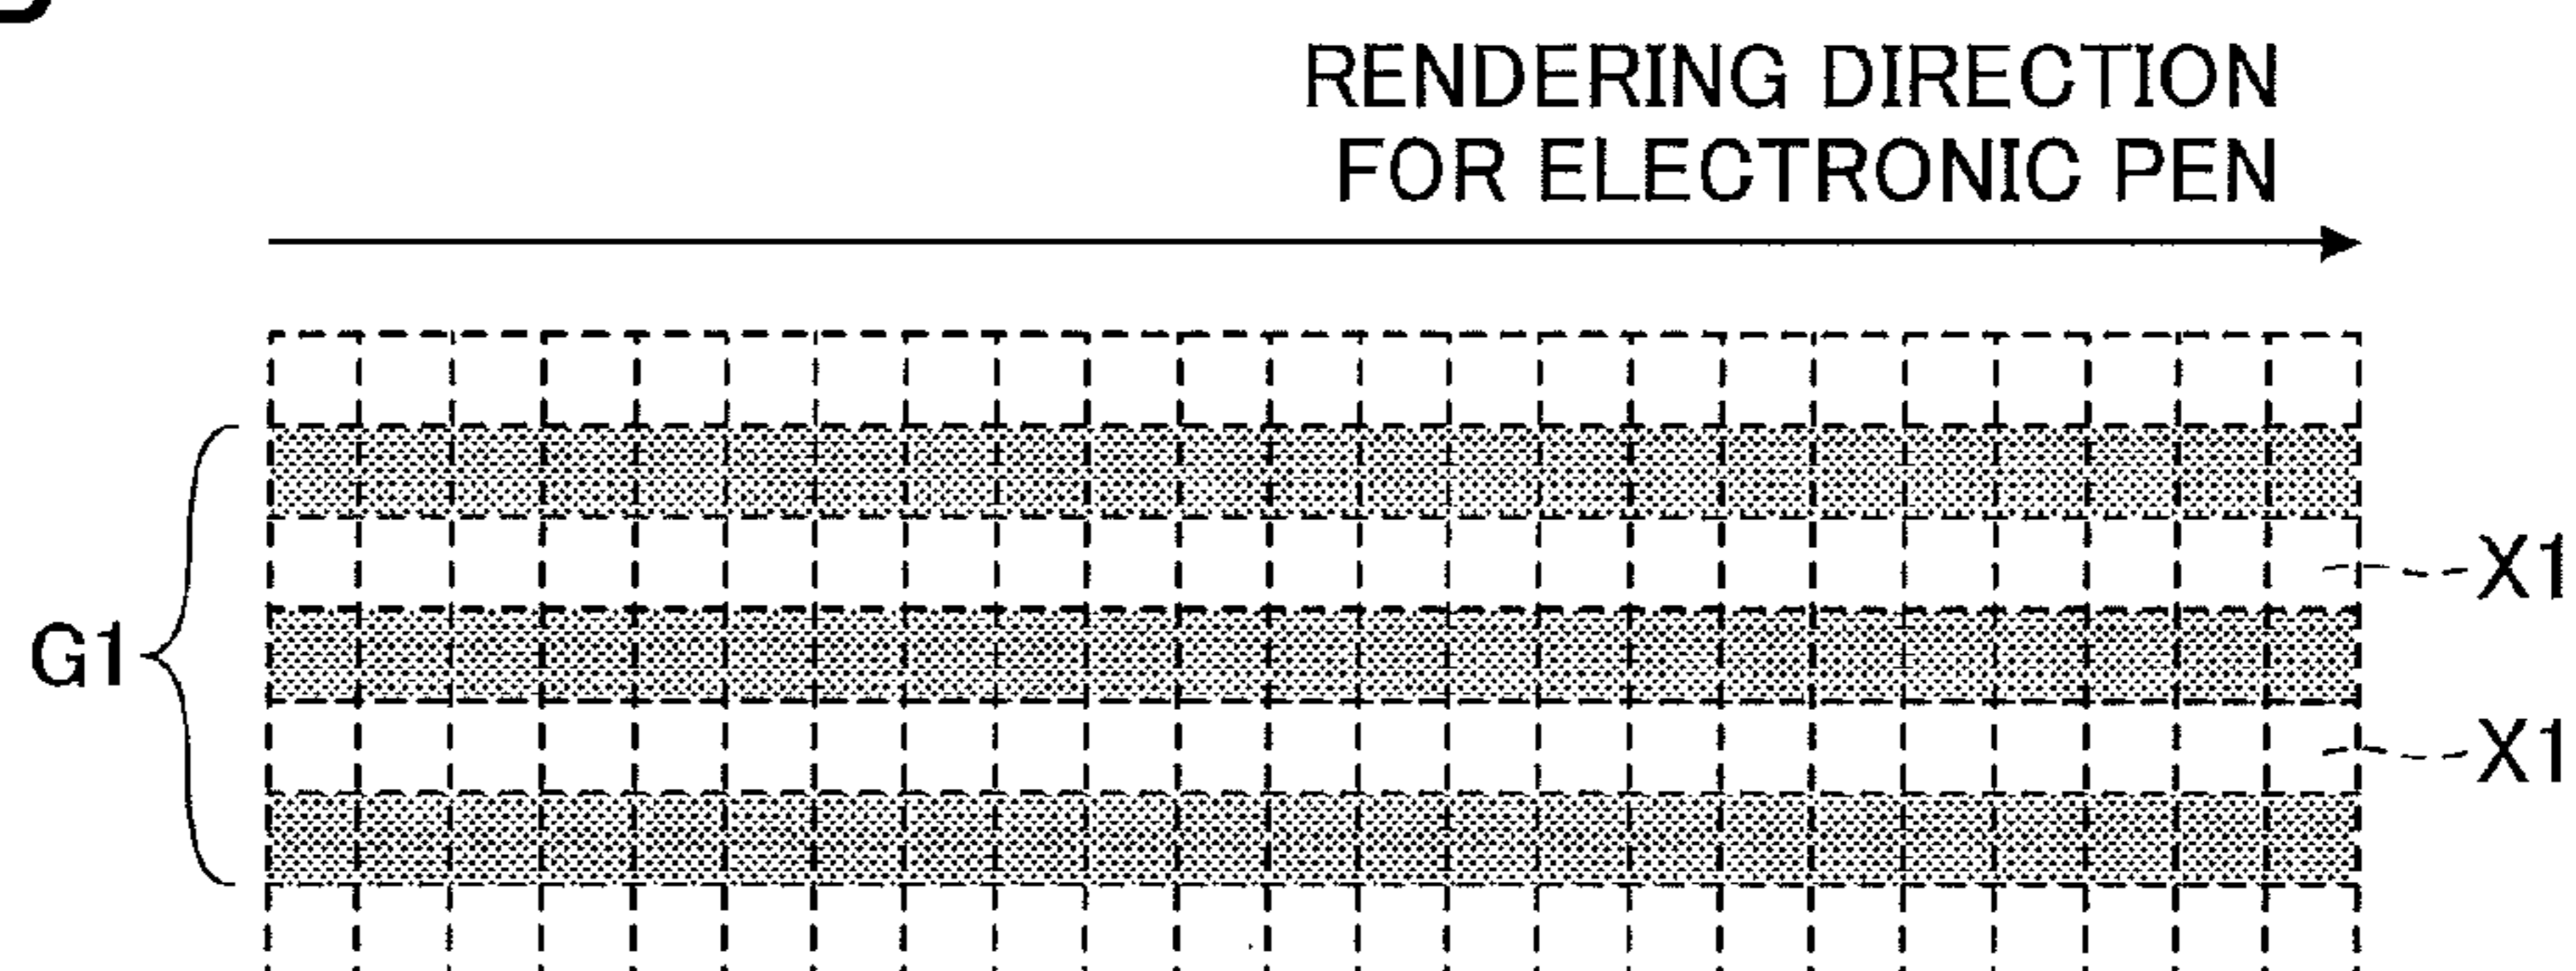 RENDERING DIRECTION
FOR ELECTRONIC PEN
X1
G1
X1